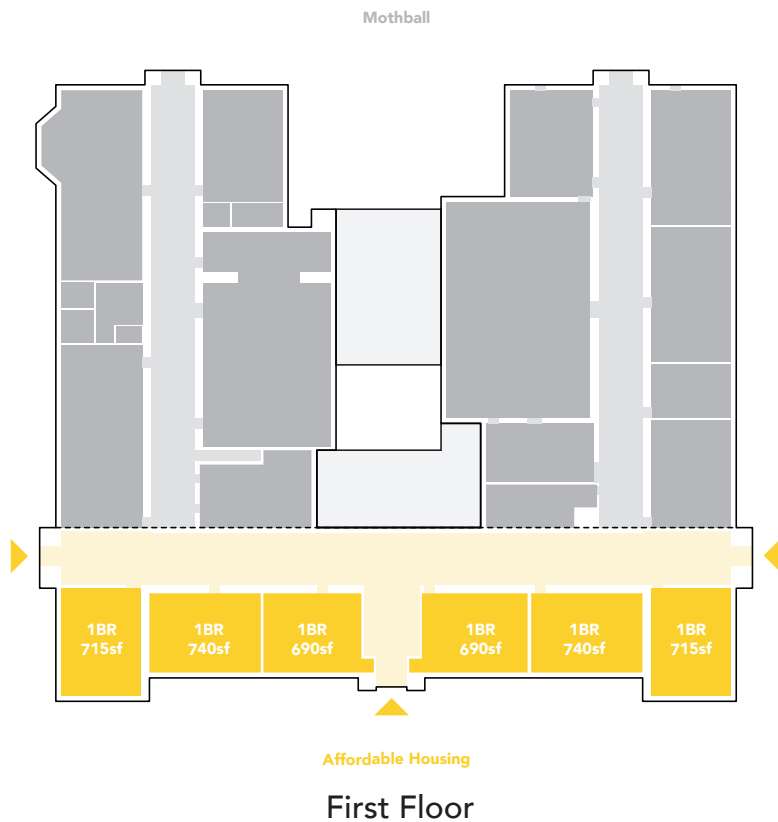 Mothball
1BR
715sf
1BR
740sf
1BR
690sf
1BR
690sf
1BR
740sf
1BR
715sf
Affordable Housing
First Floor